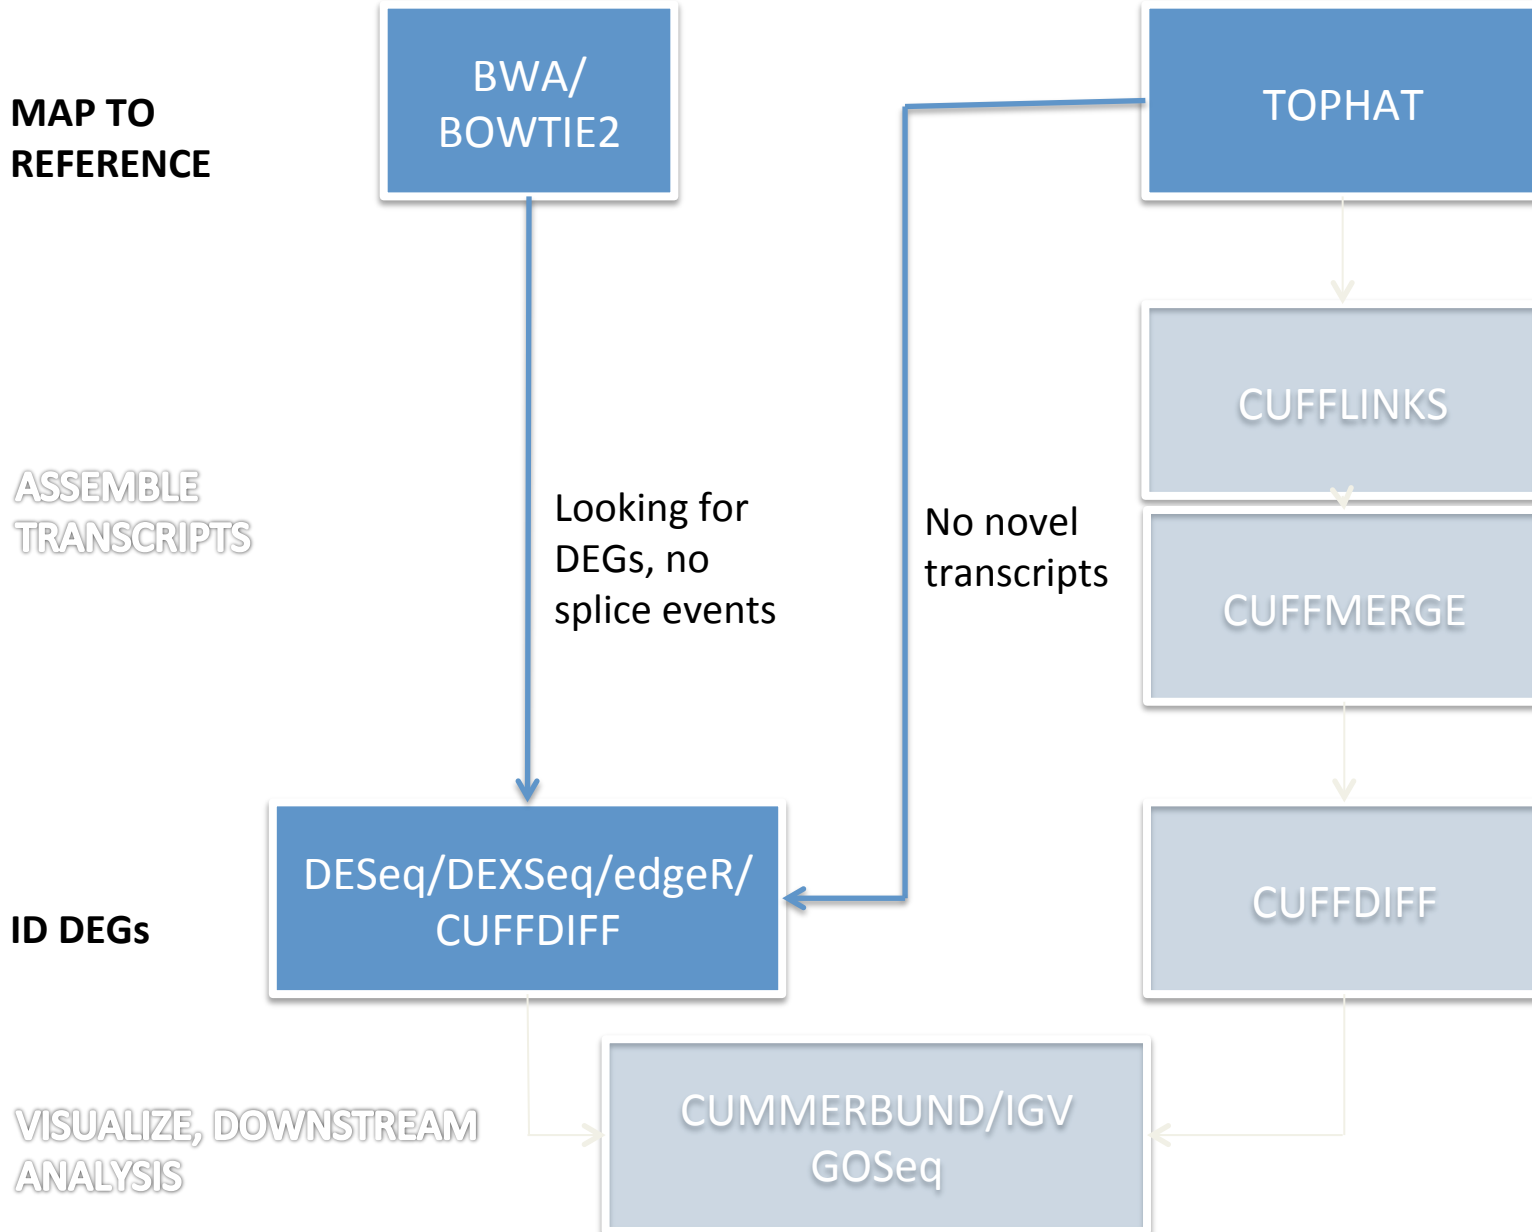 MAP TO
REFERENCE
BWA/
BOWTIE2
TOPHAT
ASSEMBLE
TRANSCRIPTS
Looking for
DEGs, no
splice events
No novel
transcripts
CUFFLINKS
CUFFMERGE
ID DEGs
DESeq/DEXSeq/edgeR/
CUFFDIFF
CUFFDIFF
VISUALIZE, DOWNSTREAM
ANALYSIS
CUMMERBUND/IGV
GOSeq